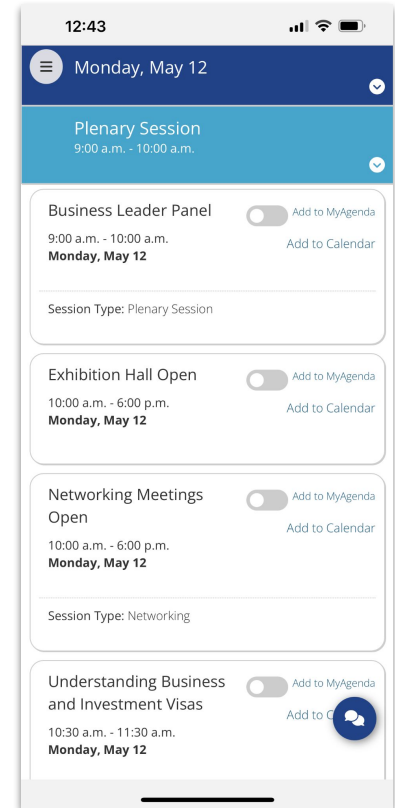 12:43
Monday, May 12
Plenary Session
9:00 a.m. - 10:00 a.m.
Business Leader Panel
Add to MyAgenda
9:00 a.m. - 10:00 a.m.
Add to Calendar
Monday, May 12
Session Type: Plenary Session
Exhibition Hall Open
Add to MyAgenda
10:00 a.m. - 6:00 p.m.
Add to Calendar
Monday, May 12
Networking Meetings
Add to MyAgenda
Open
Add to Calendar
10:00 a.m. - 6:00 p.m.
Monday, May 12
Session Type: Networking
Understanding Business
Add to MyAgenda
and Investment Visas
Add to
10:30 a.m. - 11:30 a.m.
Monday, May 12